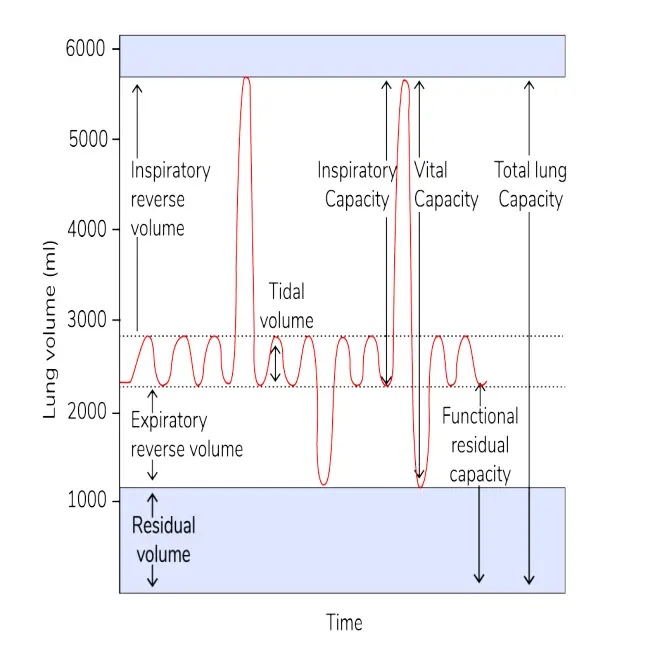 6000
5000
4000
3000
2000
1000
Lung volume (ml)
Inspiratory
reverse
volume
Inspiratory
Capacity
Vital
Capacity
Total lung
Capacity
Tidal
volume
Expiratory
reverse volume
Functional
residual
capacity
Residual
volume
Time